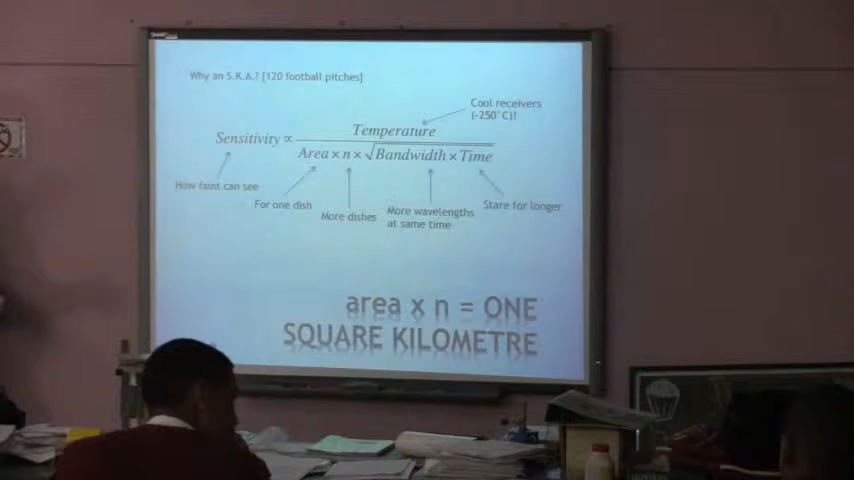 Why an S.K.A.? [120 football pitches]
Cool receivers
(-250°C)!
Sensitivity ∝ Temperature
Area × n × √Bandwidth × Time
How faint can see
For one dish
More dishes
More wavelengths
at same time
Stare for longer
area x n = ONE
SQUARE KILOMETRE